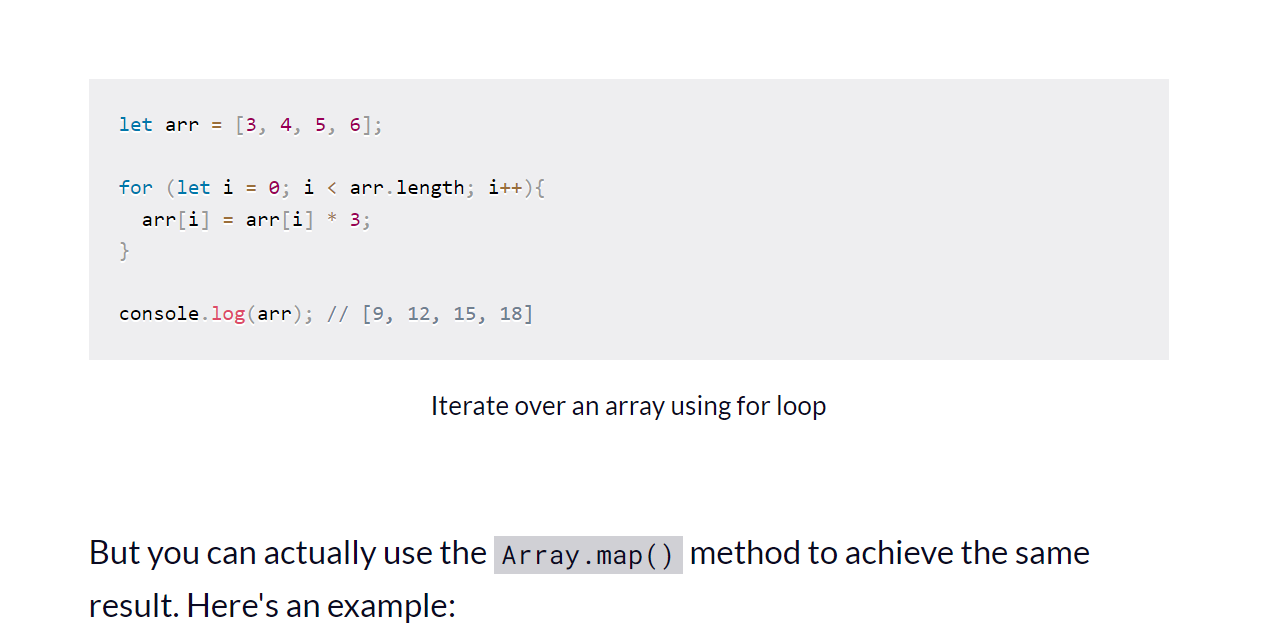 let arr = [3, 4, 5, 6];
for (let i = 0; i < arr.length; i++){
  arr[i] = arr[i] * 3;
}
console.log(arr); // [9, 12, 15, 18]
Iterate over an array using for loop
But you can actually use the Array.map() method to achieve the same
result. Here's an example: